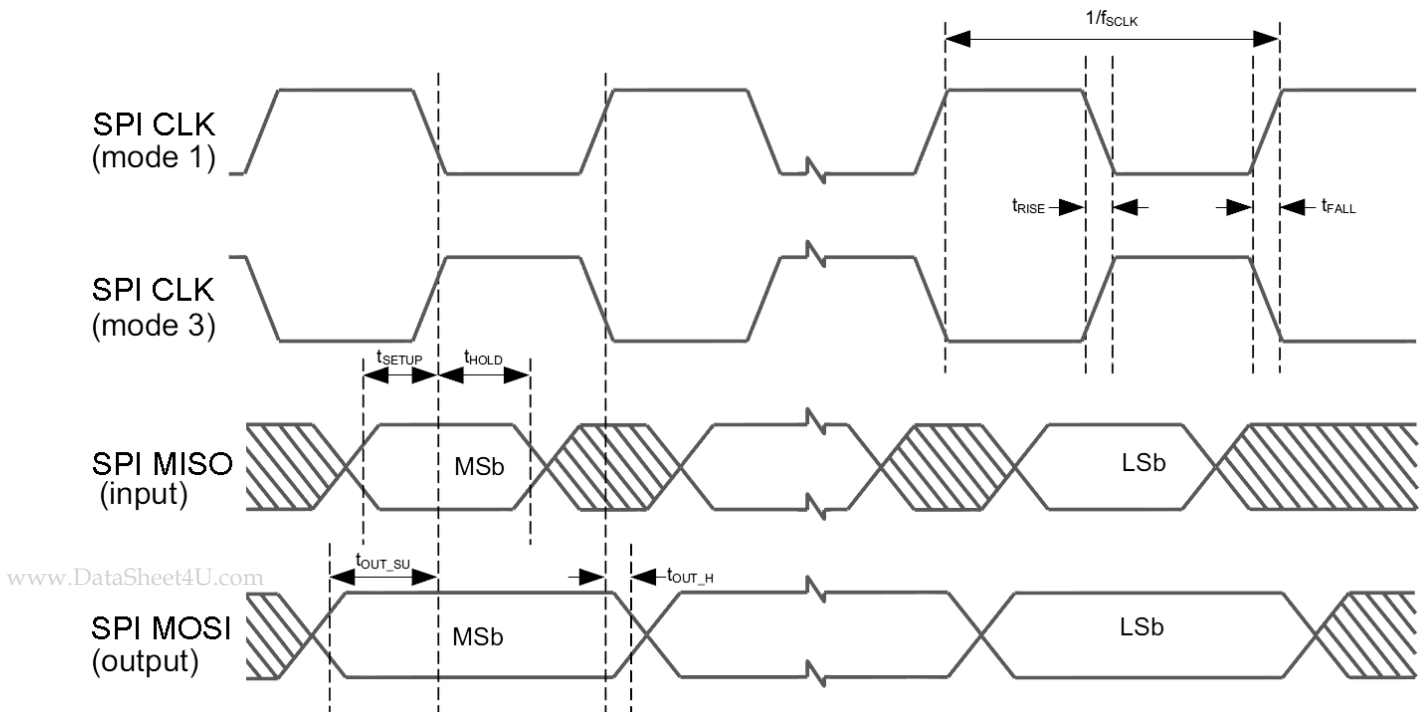 1/fSCLK
SPI CLK
(mode 1)
tRISE
tFALL
SPI CLK
(mode 3)
tSETUP
tHOLD
SPI MISO
(input)
MSb
LSb
www.DataSheet4U.com
tOUT_SU
tOUT_H
SPI MOSI
(output)
MSb
LSb